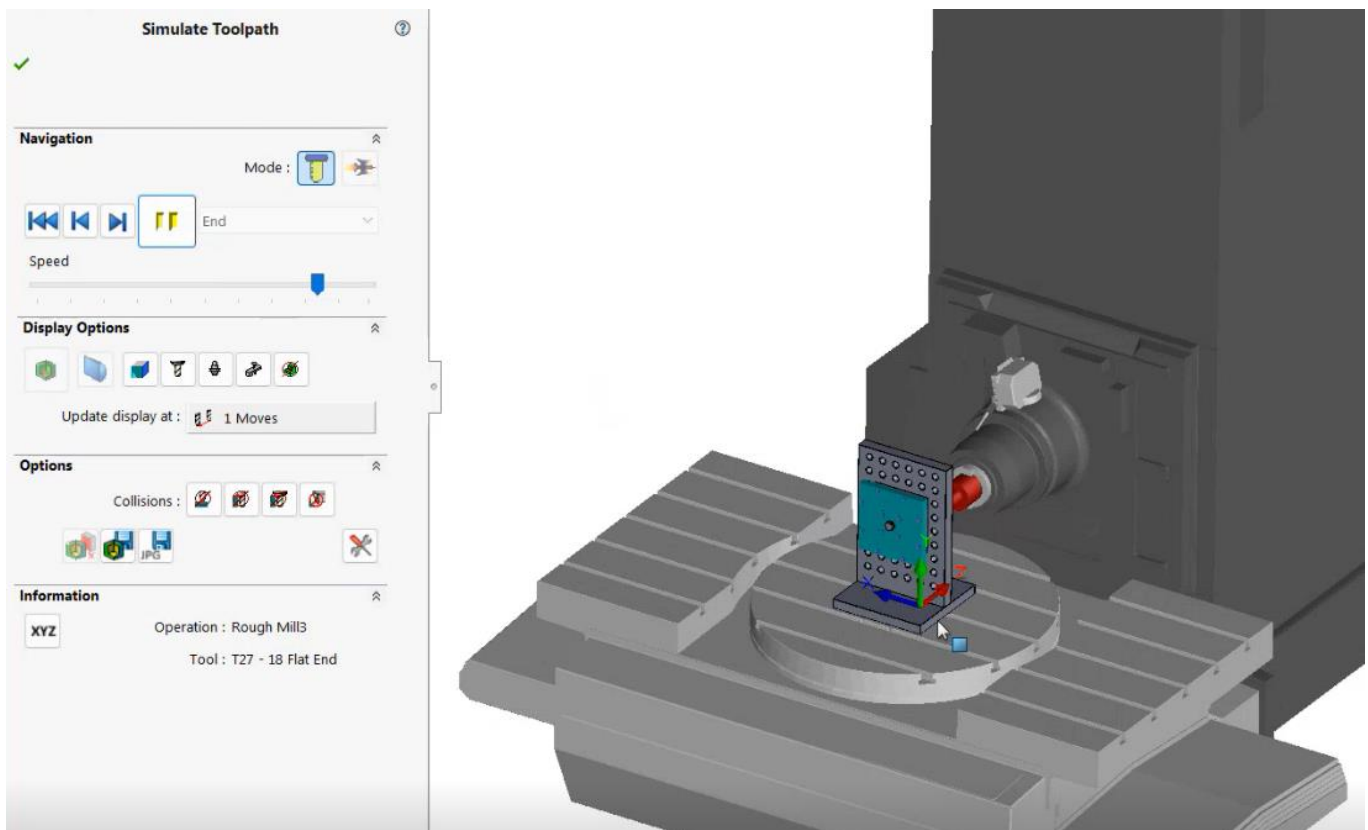 Simulate Toolpath
Navigation
Mode :
End
Speed
Display Options
Update display at : 1 Moves
Options
Collisions :
JPG
Information
XYZ Operation : Rough Mill3
Tool : T27 - 18 Flat End
X
Y
Z